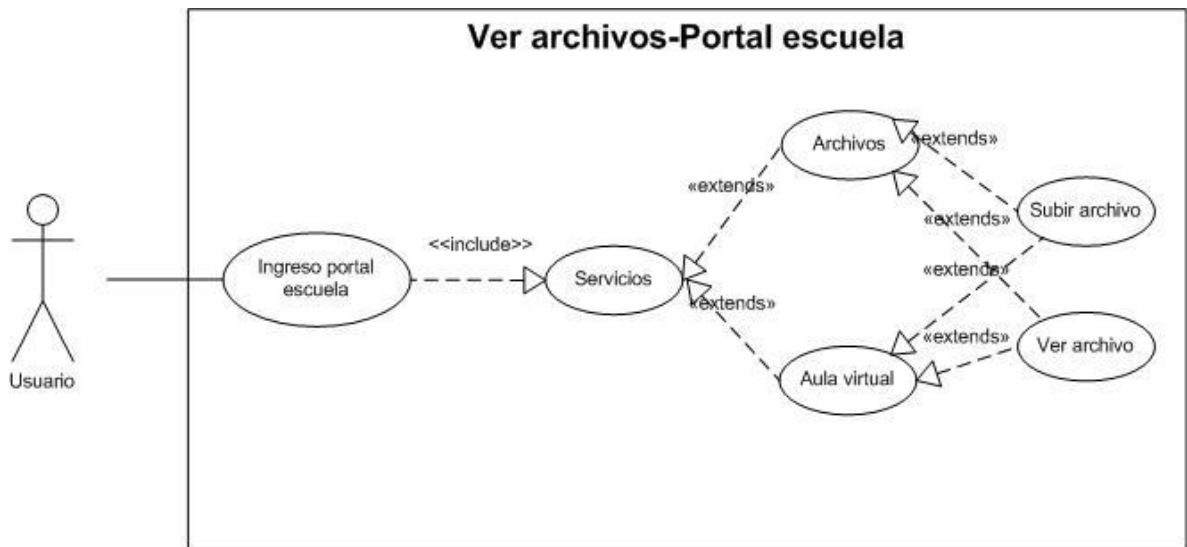 Ver archivos-Portal escuela
Archivos
«extends»
«extends»
Subir archivo
«extends»
<<include>>
Ingreso portal
escuela
Servicios
«extends»
«extends»
«extends»
Ver archivo
Aula virtual
Usuario